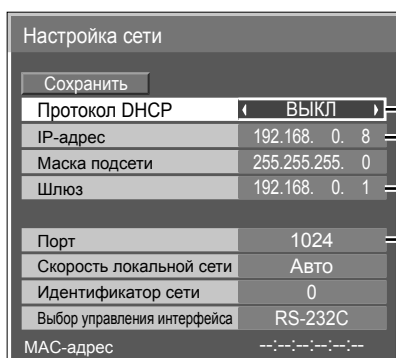 Настройка сети
Сохранить
Протокол DHCP ВЫКЛ
IP-адрес 192.168. 0. 8
Маска подсети 255.255.255. 0
Шлюз 192.168. 0. 1
Порт 1024
Скорость локальной сети Авто
Идентификатор сети 0
Выбор управления интерфейса RS-232C
MAC-адрес --:--:--:--:--:--